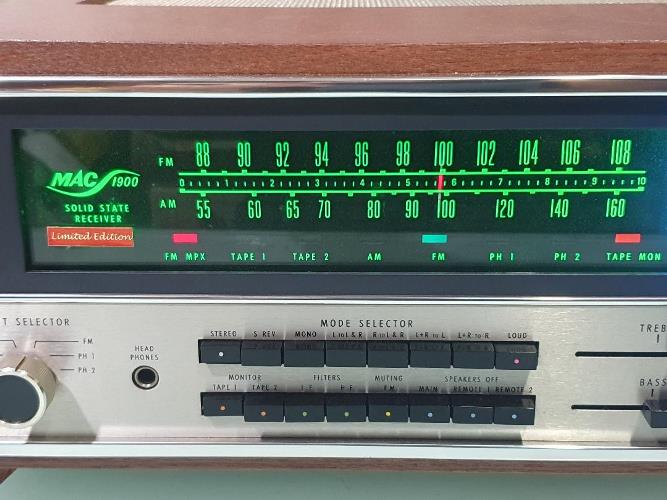 FM 88 90 92 94 96 98 100 102 104 106 108
MAC 1900
0 1 2 3 4 5 6 7 8 9 10
SOLID STATE
RECEIVER
AM 55 60 65 70 80 90 100 120 140 160
Limited Edition
FM MPX TAPE 1 TAPE 2 AM FM PH 1 PH 2 TAPE MON
T SELECTOR
MODE SELECTOR
FM
PH 1
PH 2
HEAD
PHONES
STEREO S REV MONO L to L & R R to L & R L+R to L L+R to R LOUD
TREB
MONITOR FILTERS MUTING SPEAKERS OFF
TAPE 1 TAPE 2 L F H F FM MAIN REMOTE 1 REMOTE 2
BASS